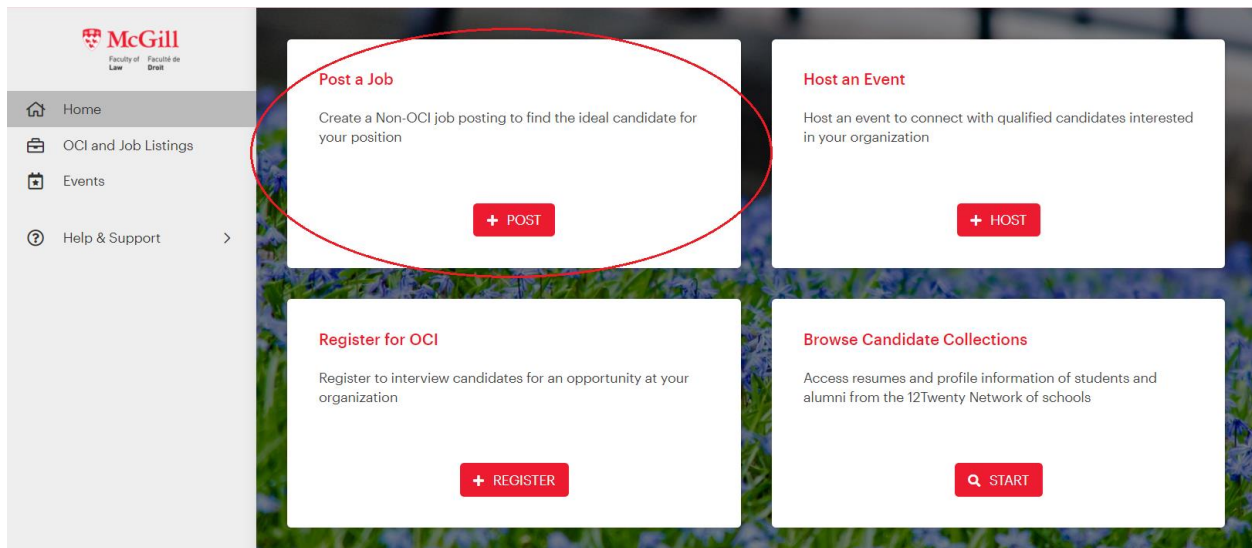 McGill
Faculty of Faculté de
Law Droit
Home
OCI and Job Listings
Events
Help & Support
Post a Job
Create a Non-OCI job posting to find the ideal candidate for
your position
+ POST
Host an Event
Host an event to connect with qualified candidates interested
in your organization
+ HOST
Register for OCI
Register to interview candidates for an opportunity at your
organization
+ REGISTER
Browse Candidate Collections
Access resumes and profile information of students and
alumni from the 12Twenty Network of schools
START